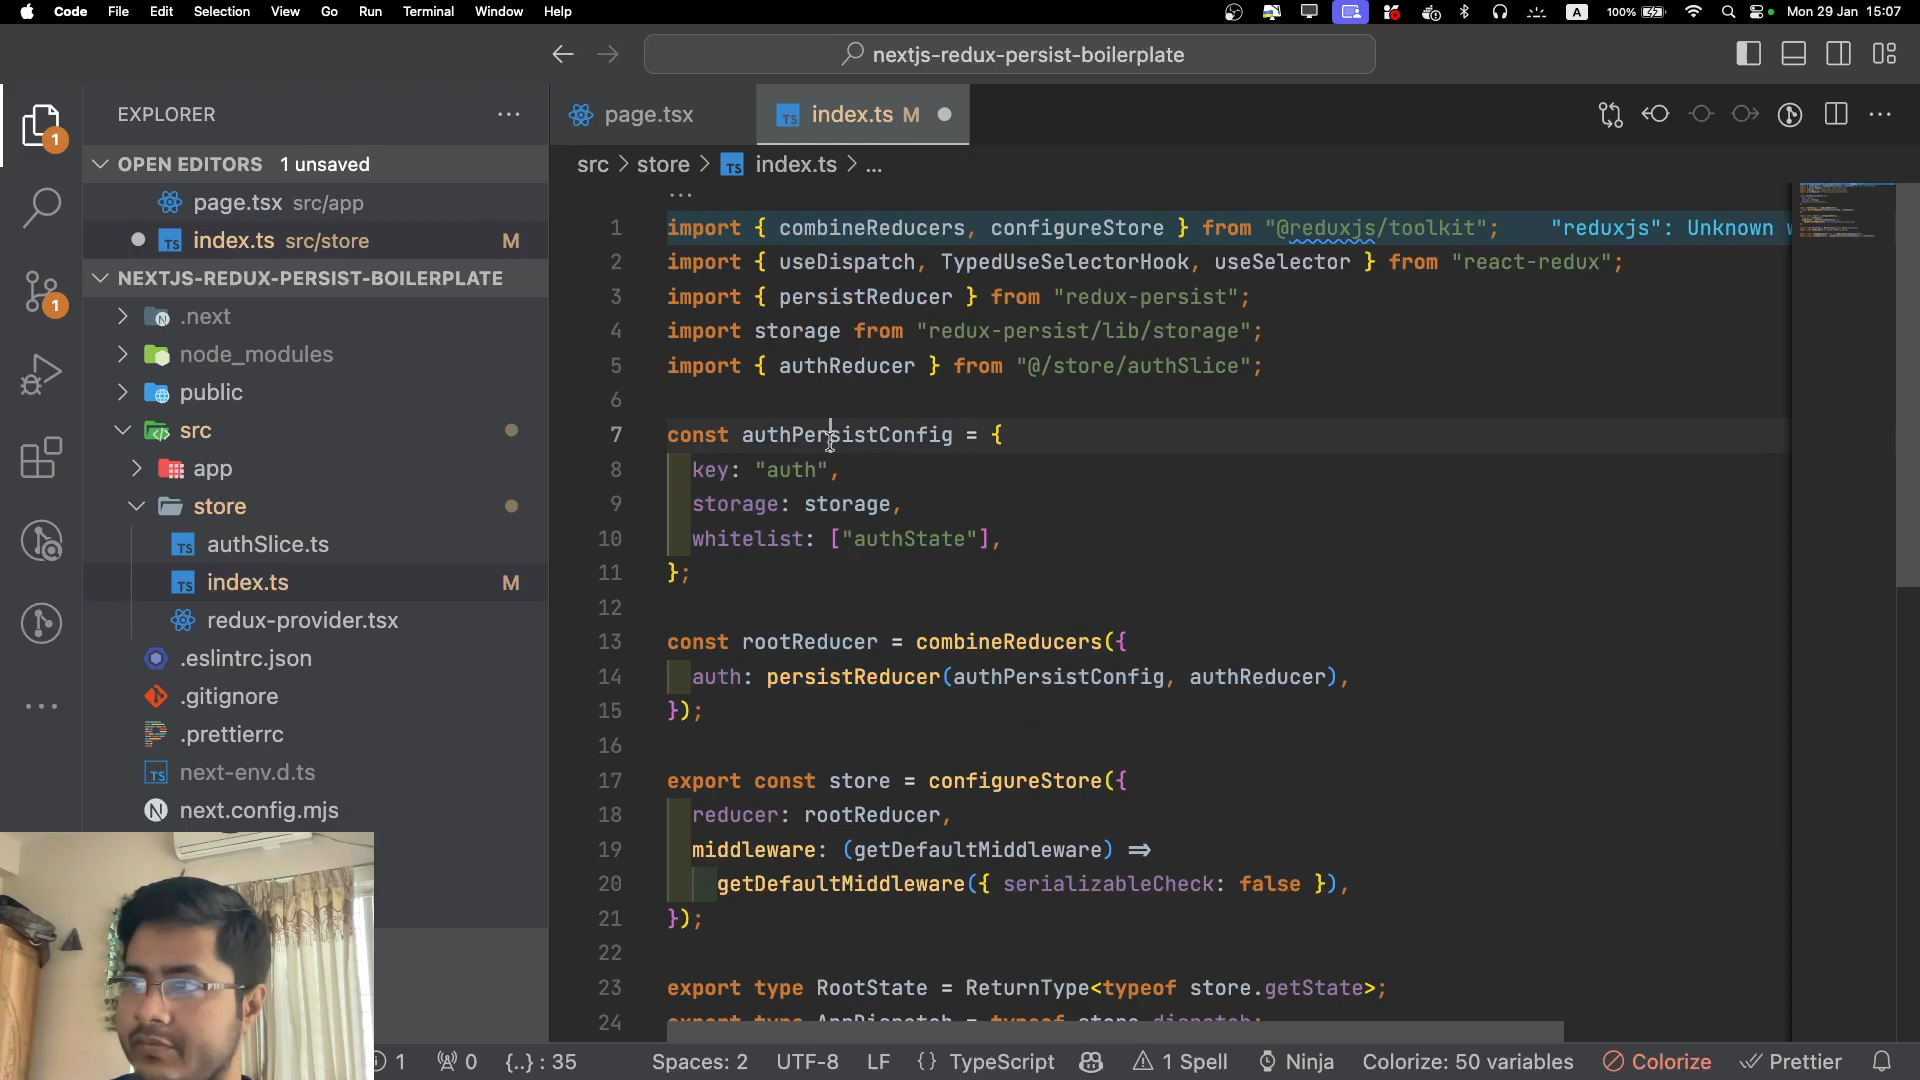 Code File Edit Selection View Go Run Terminal Window Help A 100% Mon 29 Jan 15:07
nextjs-redux-persist-boilerplate
EXPLORER
OPEN EDITORS 1 unsaved
page.tsx src/app
index.ts src/store M
NEXTJS-REDUX-PERSIST-BOILERPLATE
.next
node_modules
public
src
app
store
authSlice.ts
index.ts M
redux-provider.tsx
.eslintrc.json
.gitignore
.prettierrc
next-env.d.ts
next.config.mjs
1
1
page.tsx
index.ts M
src > store > index.ts > ...
1 import { combineReducers, configureStore } from "@reduxjs/toolkit"; "reduxjs": Unknown
2 import { useDispatch, TypedUseSelectorHook, useSelector } from "react-redux";
3 import { persistReducer } from "redux-persist";
4 import storage from "redux-persist/lib/storage";
5 import { authReducer } from "@/store/authSlice";
6
7 const authPersistConfig = {
8 key: "auth",
9 storage: storage,
10 whitelist: ["authState"],
11 };
12
13 const rootReducer = combineReducers({
14 auth: persistReducer(authPersistConfig, authReducer),
15 });
16
17 export const store = configureStore({
18 reducer: rootReducer,
19 middleware: (getDefaultMiddleware) =>
20 getDefaultMiddleware({ serializableCheck: false }),
21 });
22
23 export type RootState = ReturnType<typeof store.getState>;
24 export type AppDispatch = typeof store.dispatch;
1 0 {..} : 35 Spaces: 2 UTF-8 LF {} TypeScript 1 Spell Ninja Colorize: 50 variables Colorize Prettier